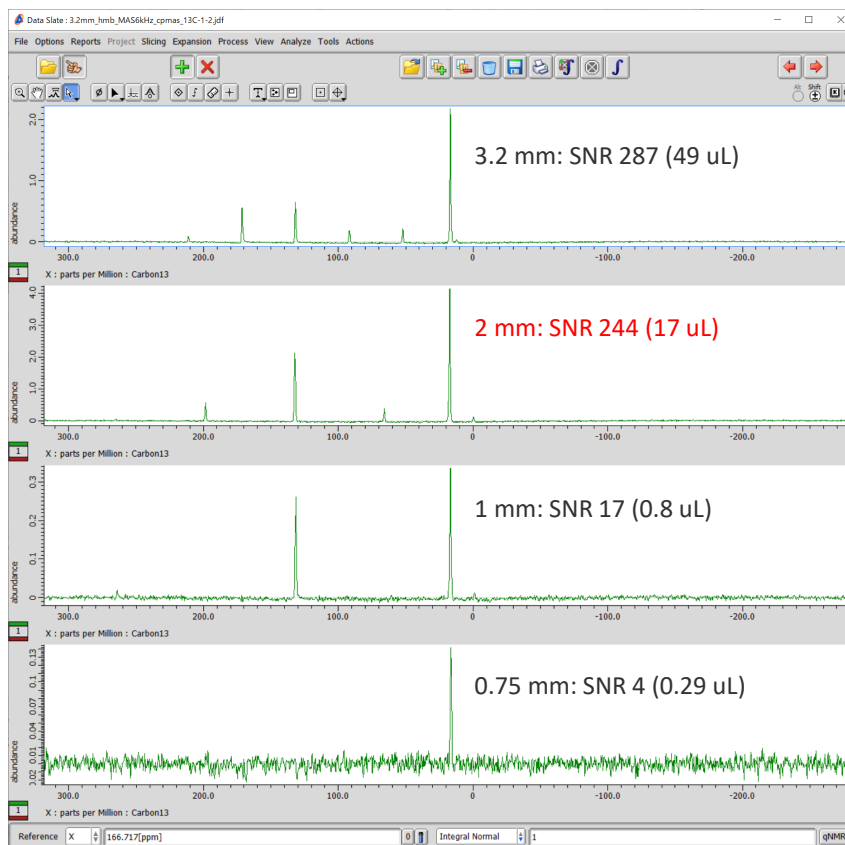 Data Slate : 3.2mm_hmb_MAS6kHz_cpmas_13C-1-2.jdf
File Options Reports Project Slicing Expansion Process View Analyze Tools Actions
Alt Shift
3.2 mm: SNR 287 (49 uL)
abundance
0 1.0 2.0
300.0 200.0 100.0 0 -100.0 -200.0
1 X : parts per Million : Carbon13
2 mm: SNR 244 (17 uL)
abundance
0 1.0 2.0 3.0 4.0
300.0 200.0 100.0 0 -100.0 -200.0
1 X : parts per Million : Carbon13
1 mm: SNR 17 (0.8 uL)
abundance
0 0.1 0.2 0.3
300.0 200.0 100.0 0 -100.0 -200.0
1 X : parts per Million : Carbon13
0.75 mm: SNR 4 (0.29 uL)
abundance
0.02 0.01 0.04 0.07 0.1 0.13
300.0 200.0 100.0 0 -100.0 -200.0
1 X : parts per Million : Carbon13
Reference X 166.717[ppm] 0 Integral Normal 1 qNMR